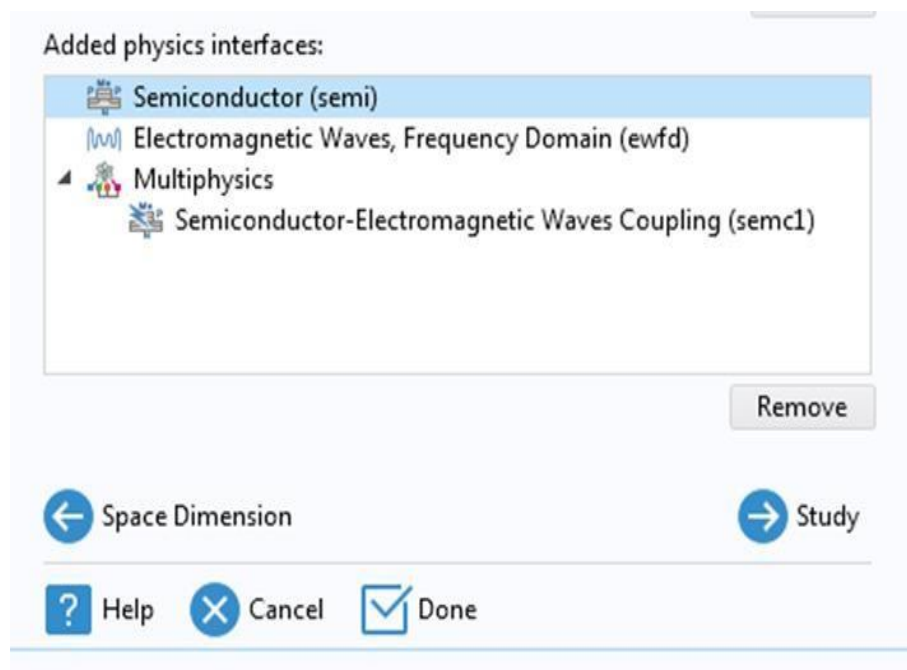 Added physics interfaces:
Semiconductor (semi)
Electromagnetic Waves, Frequency Domain (ewfd)
Multiphysics
Semiconductor-Electromagnetic Waves Coupling (semc1)
Remove
Space Dimension
Study
? Help
Cancel
Done